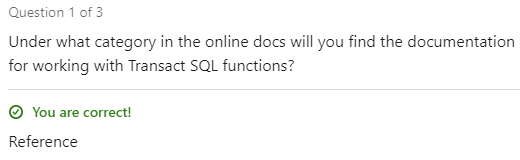 Question 1 of 3
Under what category in the online docs will you find the documentation
for working with Transact SQL functions?
You are correct!
Reference